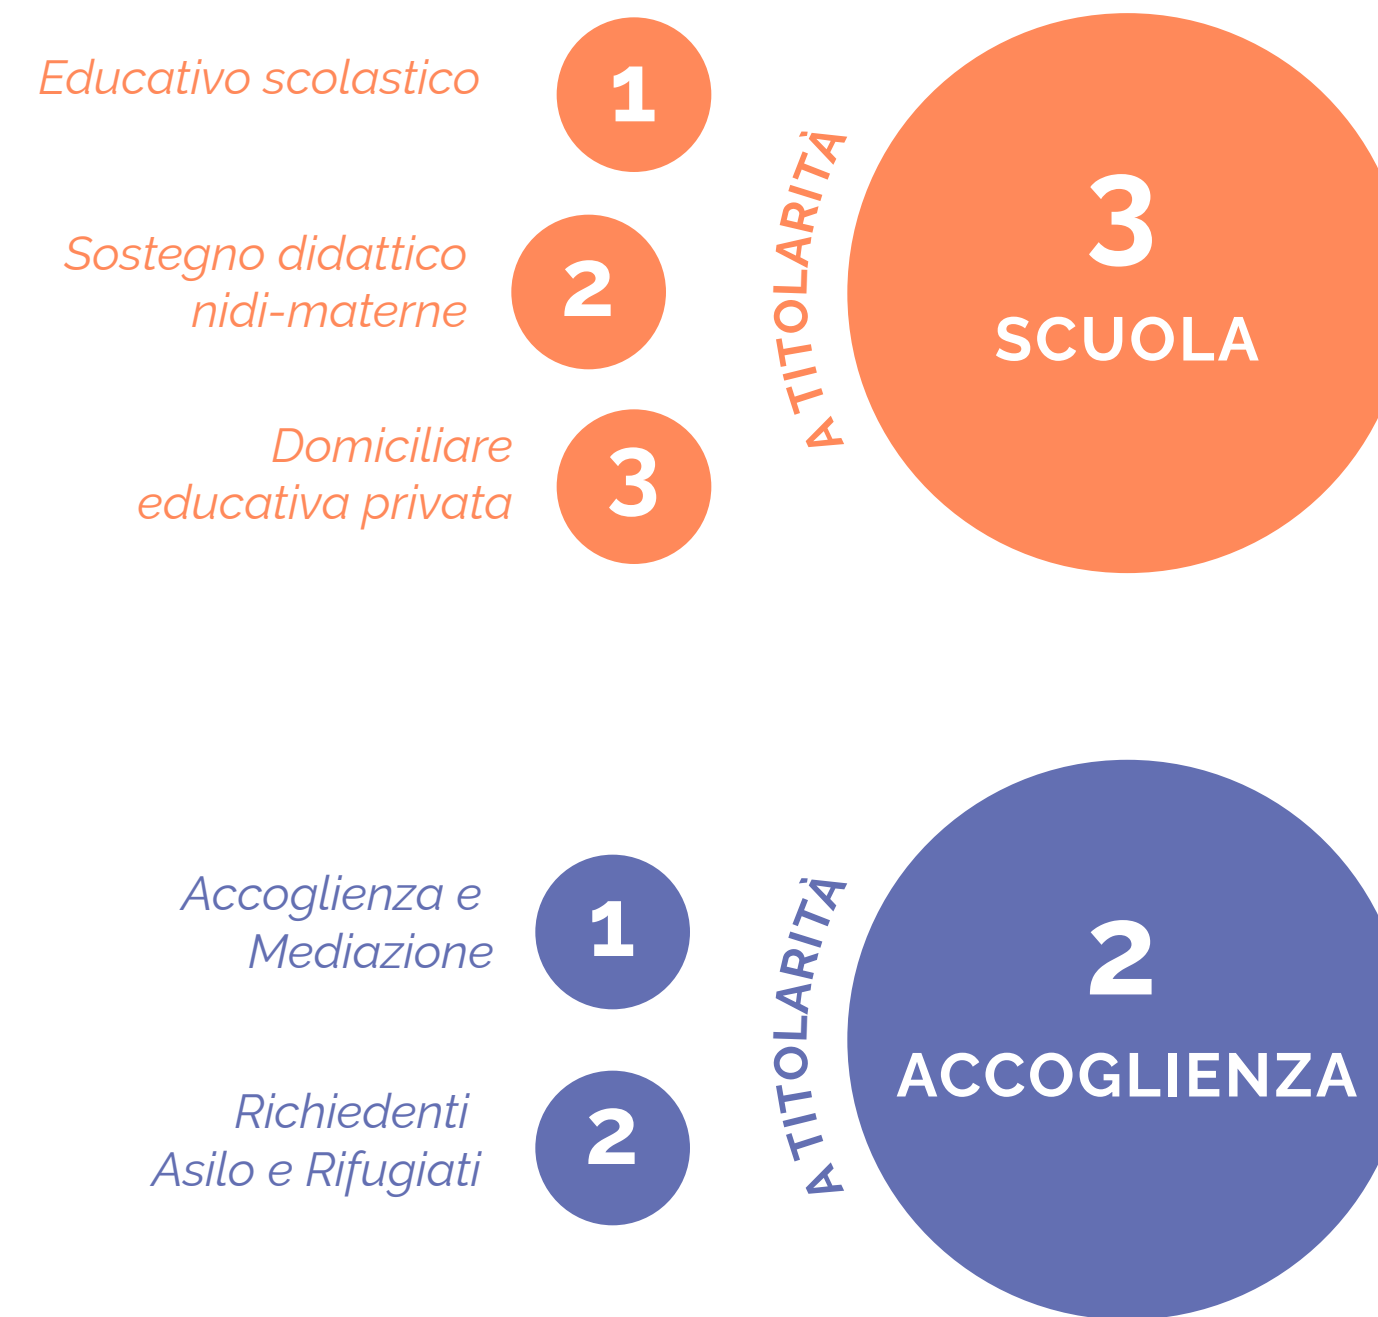 Educativo scolastico
1
Sostegno didattico
nidi-materne
2
Domiciliare
educativa privata
3
A TITOLARITÀ
3
SCUOLA
Accoglienza e
Mediazione
1
Richiedenti
Asilo e Rifugiati
2
A TITOLARITÀ
2
ACCOGLIENZA